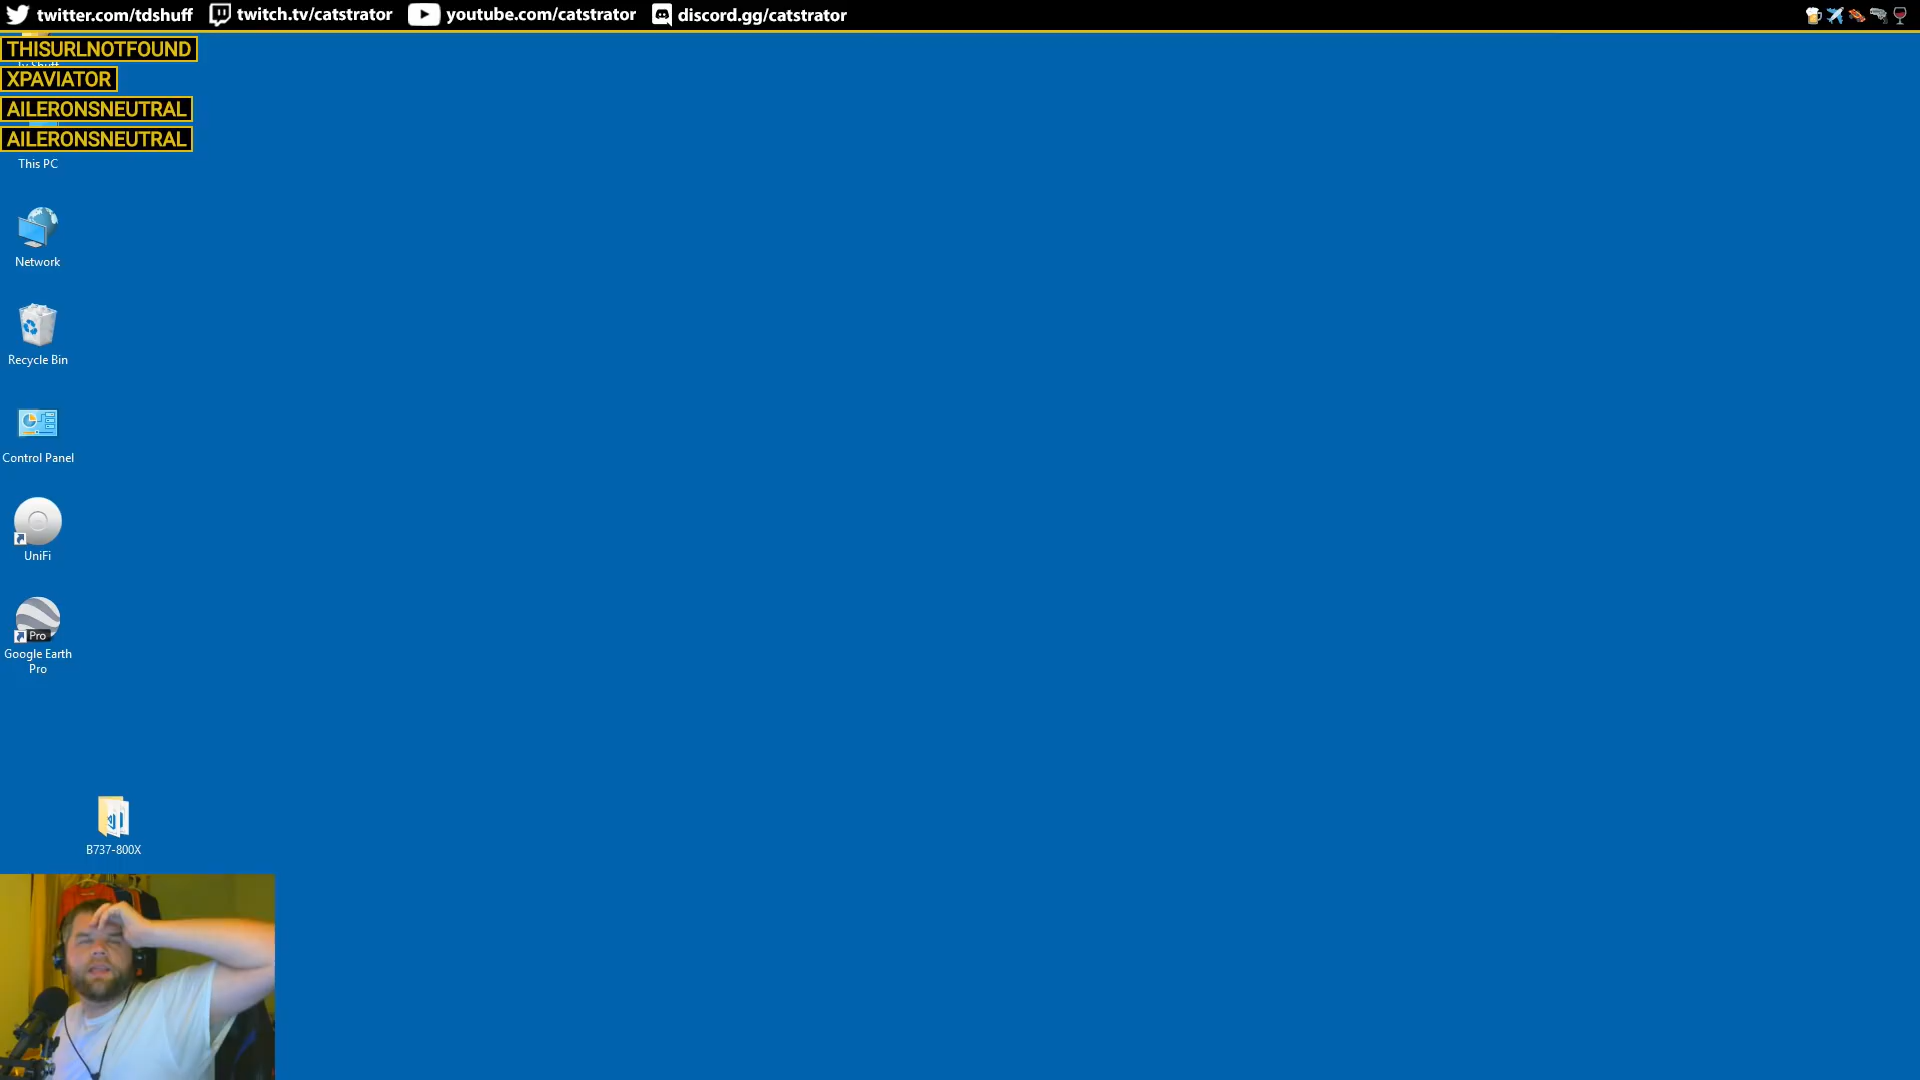 twitter.com/tdshuff twitch.tv/catstrator youtube.com/catstrator discord.gg/catstrator
THISURLNOTFOUND
XPAVIATOR
AILERONSNEUTRAL
AILERONSNEUTRAL
This PC
Network
Recycle Bin
Control Panel
UniFi
Pro
Google Earth
Pro
B737-800X